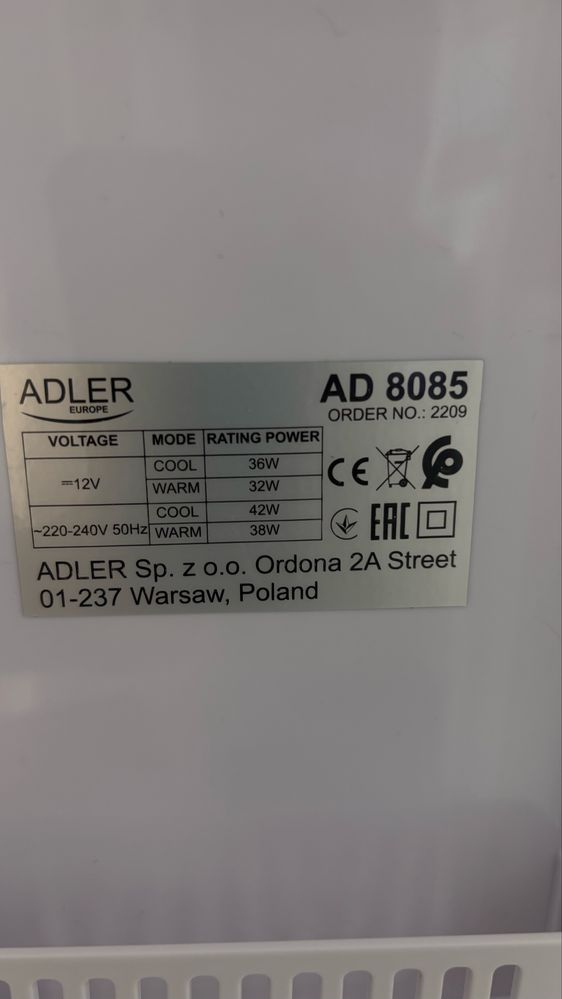 ADLER
EUROPE
AD 8085
ORDER NO.: 2209
VOLTAGE MODE RATING POWER
⎓12V COOL 36W
WARM 32W
~220-240V 50Hz COOL 42W
WARM 38W
CE
EAC
ADLER Sp. z o.o. Ordona 2A Street
01-237 Warsaw, Poland